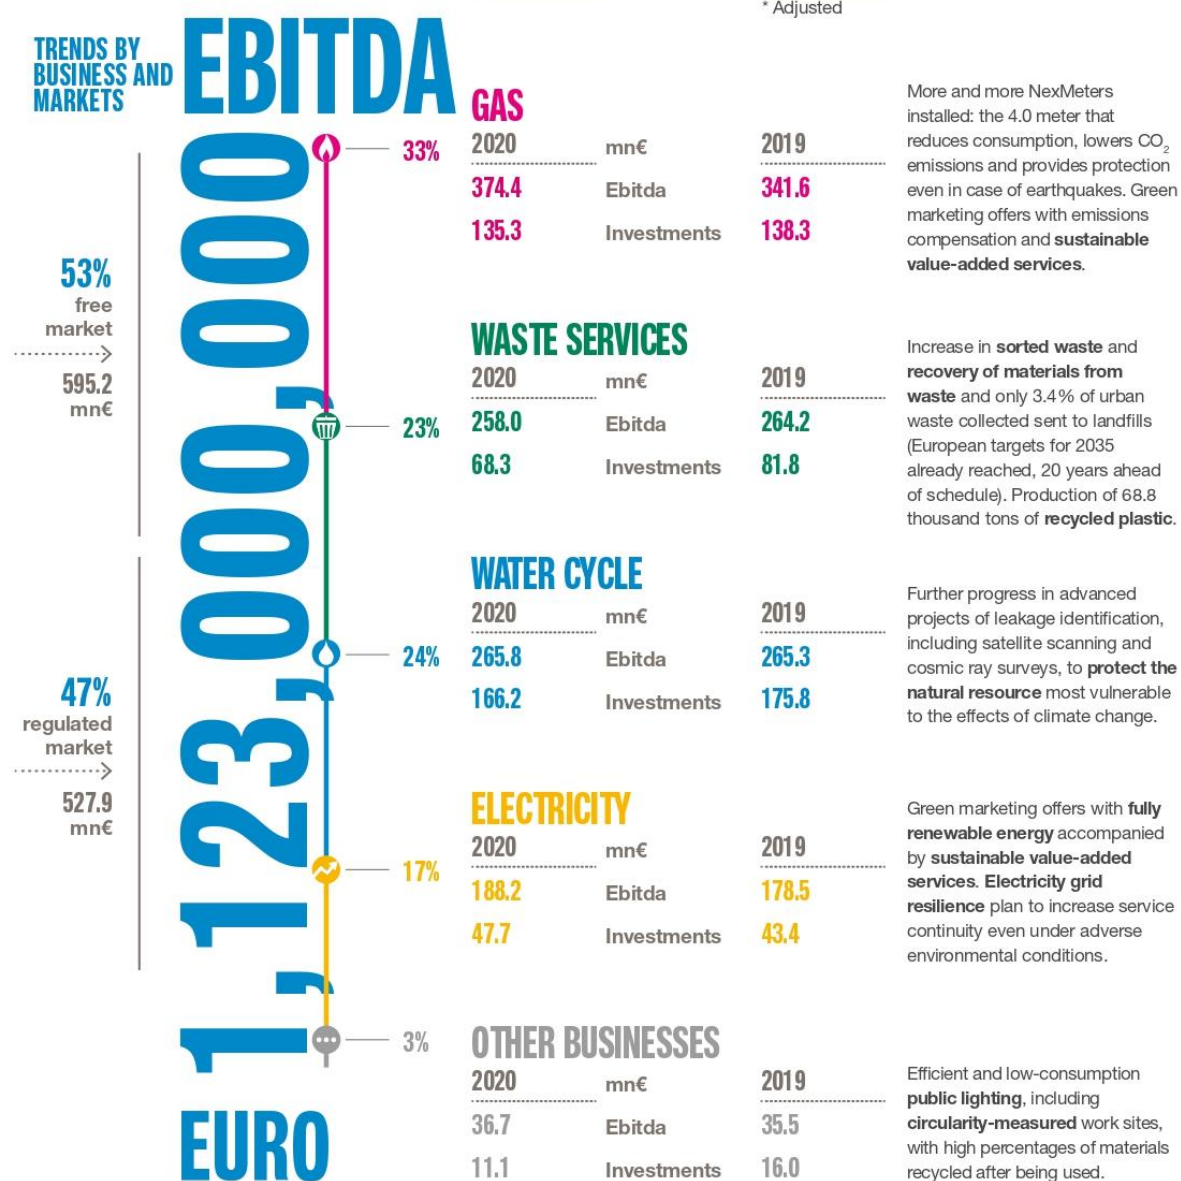 * Adjusted
TRENDS BY
BUSINESS AND
MARKETS
EBITDA
1,123,000,000,000
EURO
53%
free
market
595.2
mn€
47%
regulated
market
527.9
mn€
33%
GAS
2020 mn€ 2019
374.4 Ebitda 341.6
135.3 Investments 138.3
More and more NexMeters
installed: the 4.0 meter that
reduces consumption, lowers CO2
emissions and provides protection
even in case of earthquakes. Green
marketing offers with emissions
compensation and sustainable
value-added services.
23%
WASTE SERVICES
2020 mn€ 2019
258.0 Ebitda 264.2
68.3 Investments 81.8
Increase in sorted waste and
recovery of materials from
waste and only 3.4% of urban
waste collected sent to landfills
(European targets for 2035
already reached, 20 years ahead
of schedule). Production of 68.8
thousand tons of recycled plastic.
24%
WATER CYCLE
2020 mn€ 2019
265.8 Ebitda 265.3
166.2 Investments 175.8
Further progress in advanced
projects of leakage identification,
including satellite scanning and
cosmic ray surveys, to protect the
natural resource most vulnerable
to the effects of climate change.
17%
ELECTRICITY
2020 mn€ 2019
188.2 Ebitda 178.5
47.7 Investments 43.4
Green marketing offers with fully
renewable energy accompanied
by sustainable value-added
services. Electricity grid
resilience plan to increase service
continuity even under adverse
environmental conditions.
3%
OTHER BUSINESSES
2020 mn€ 2019
36.7 Ebitda 35.5
11.1 Investments 16.0
Efficient and low-consumption
public lighting, including
circularity-measured work sites,
with high percentages of materials
recycled after being used.